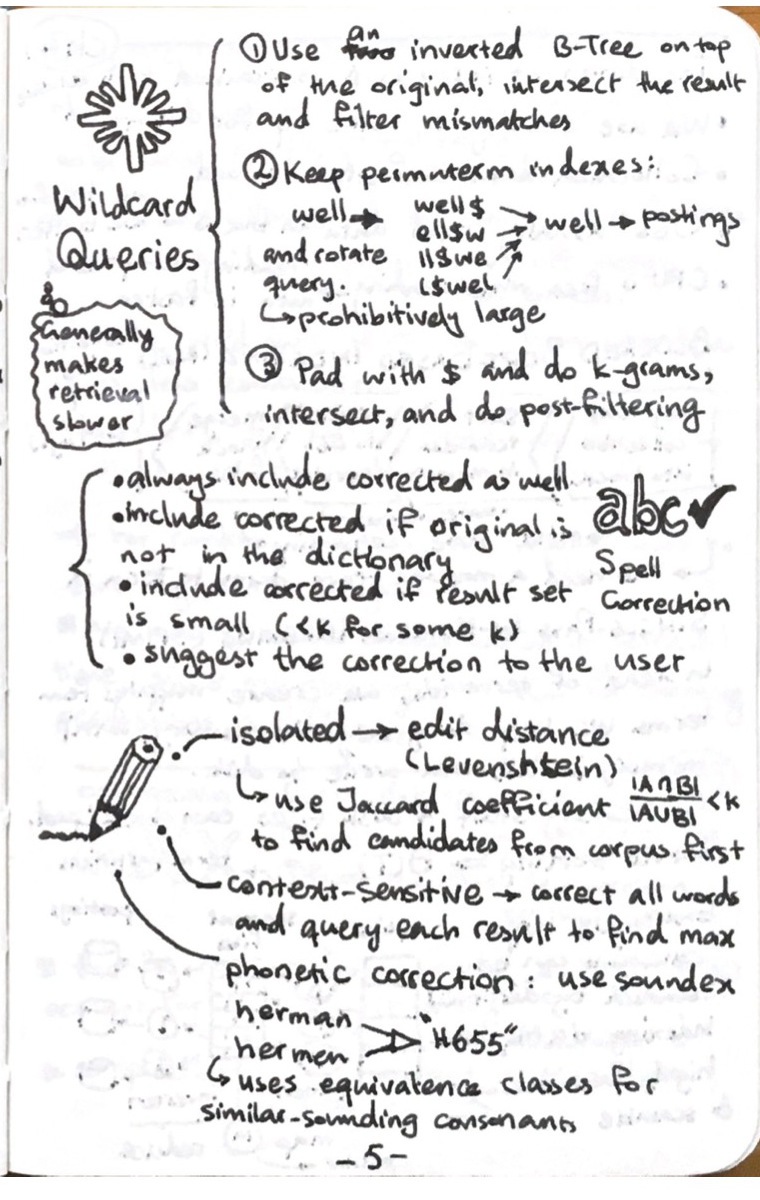 Wildcard
Queries
Generally
makes
retrieval
slower
① Use an inverted B-Tree on top
of the original, intersect the result
and filter mismatches
② Keep permuterm indexes:
well → well$ → well → postings
ell$w
and rotate ll$we
query. l$wel
↳ prohibitively large
③ Pad with $ and do k-grams,
intersect, and do post-filtering
• always include corrected as well
• include corrected if original is
not in the dictionary
• include corrected if result set
is small (<k for some k)
• suggest the correction to the user
abc✓
Spell
Correction
isolated → edit distance
(Levenshtein)
↳ use Jaccard coefficient |A∩B| / |A∪B| <k
to find candidates from corpus first
context-sensitive → correct all words
and query each result to find max
phonetic correction: use soundex
herman
hermen
"H655"
↳ uses equivalence classes for
similar-sounding consonants
-5-